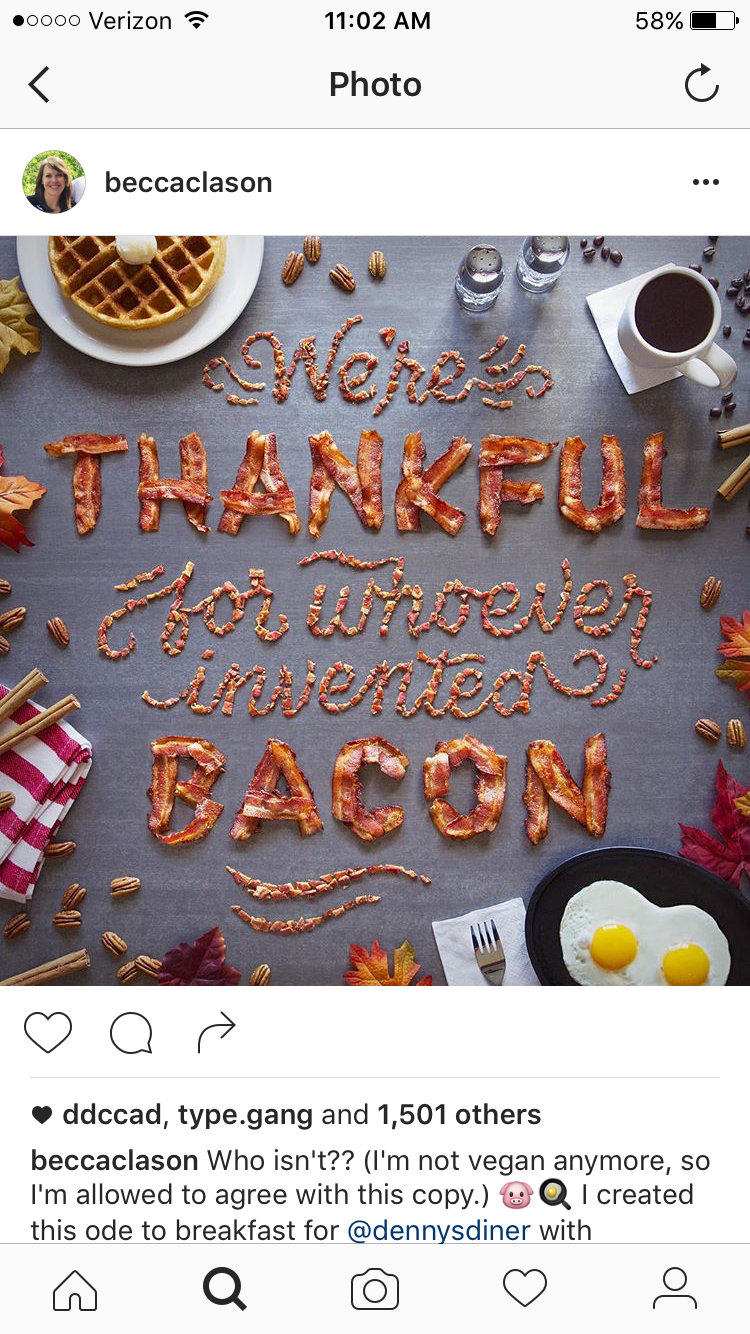 Verizon 11:02 AM 58%
Photo
beccaclason
We're
THANKFUL
for whoever
invented
BACON
ddccad, type.gang and 1,501 others
beccaclason Who isn't?? (I'm not vegan anymore, so
I'm allowed to agree with this copy.) 🐷🍳 I created
this ode to breakfast for @dennysdiner with